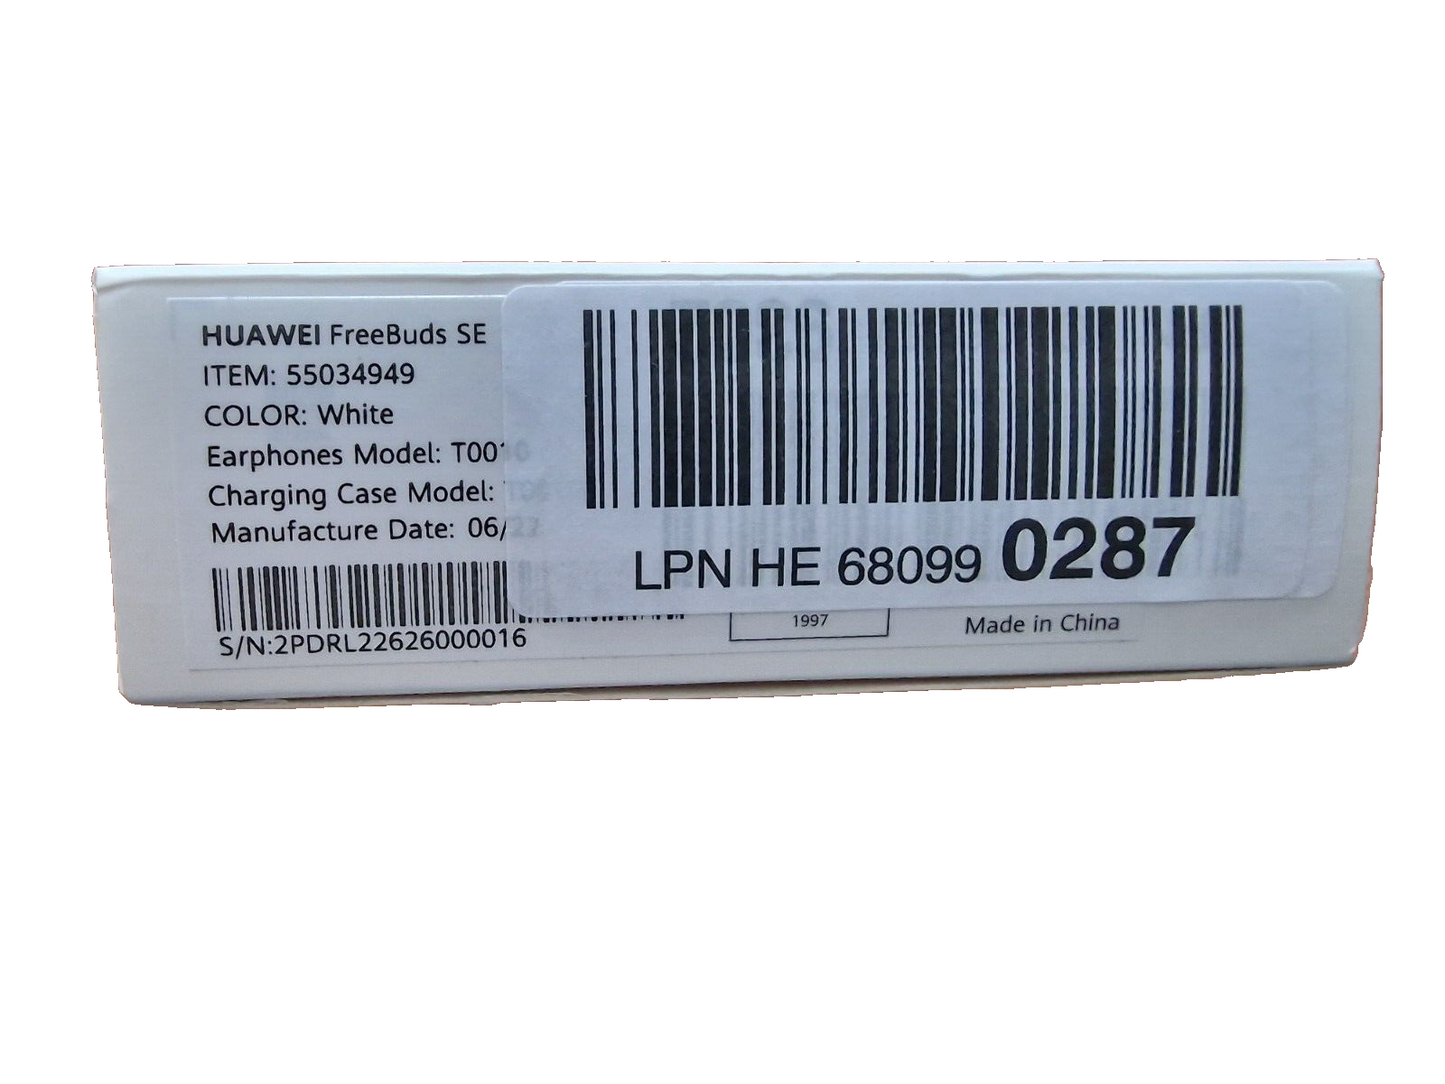 HUAWEI FreeBuds SE
ITEM: 55034949
COLOR: White
Earphones Model:
Charging Case Model:
Manufacture Date: 06/
S/N:2PDRL22626000016
LPN HE 68099 0287
1997
Made in China